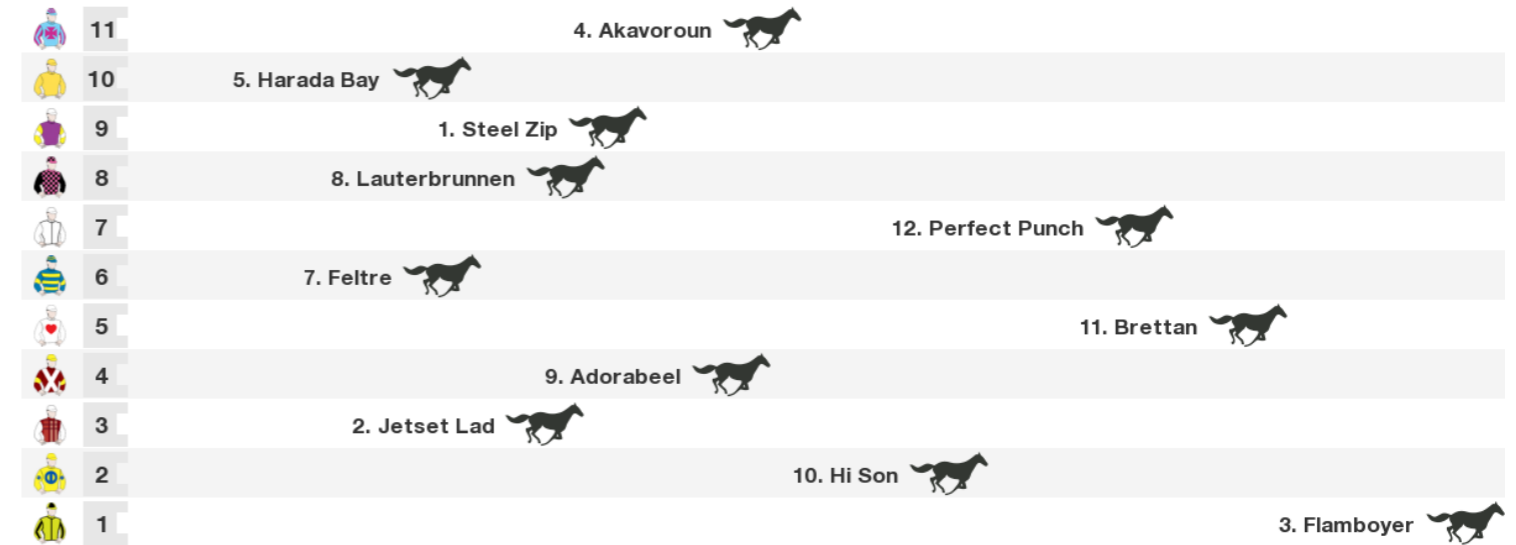 11 4. Akavoroun
10 5. Harada Bay
9 1. Steel Zip
8 8. Lauterbrunnen
7 12. Perfect Punch
6 7. Feltre
5 11. Brettan
4 9. Adorabeel
3 2. Jetset Lad
2 10. Hi Son
1 3. Flamboyer